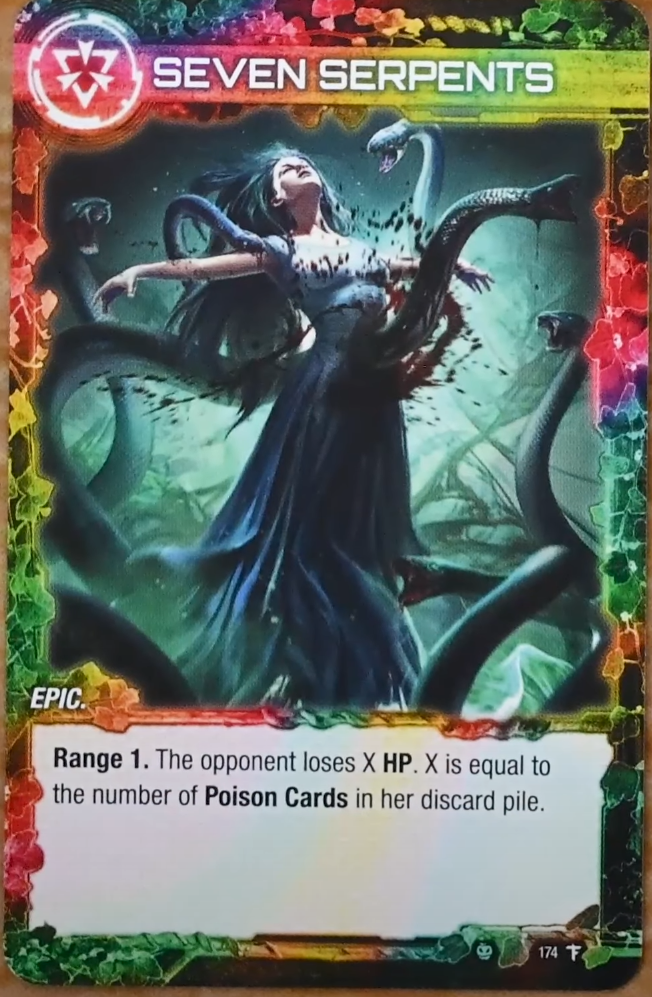 SEVEN SERPENTS
EPIC.
Range 1. The opponent loses X HP. X is equal to
the number of Poison Cards in her discard pile.
174